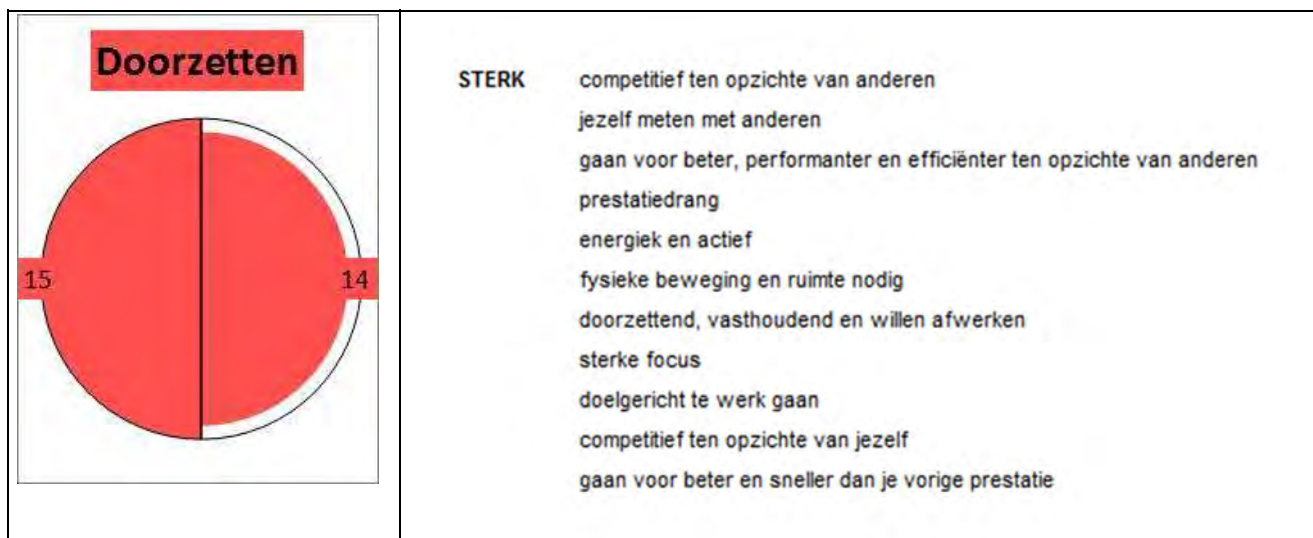 Doorzetten
15
14
STERK competitief ten opzichte van anderen
jezelf meten met anderen
gaan voor beter, performanter en efficiënter ten opzichte van anderen
prestatiedrang
energiek en actief
fysieke beweging en ruimte nodig
doorzettend, vasthoudend en willen afwerken
sterke focus
doelgericht te werk gaan
competitief ten opzichte van jezelf
gaan voor beter en sneller dan je vorige prestatie